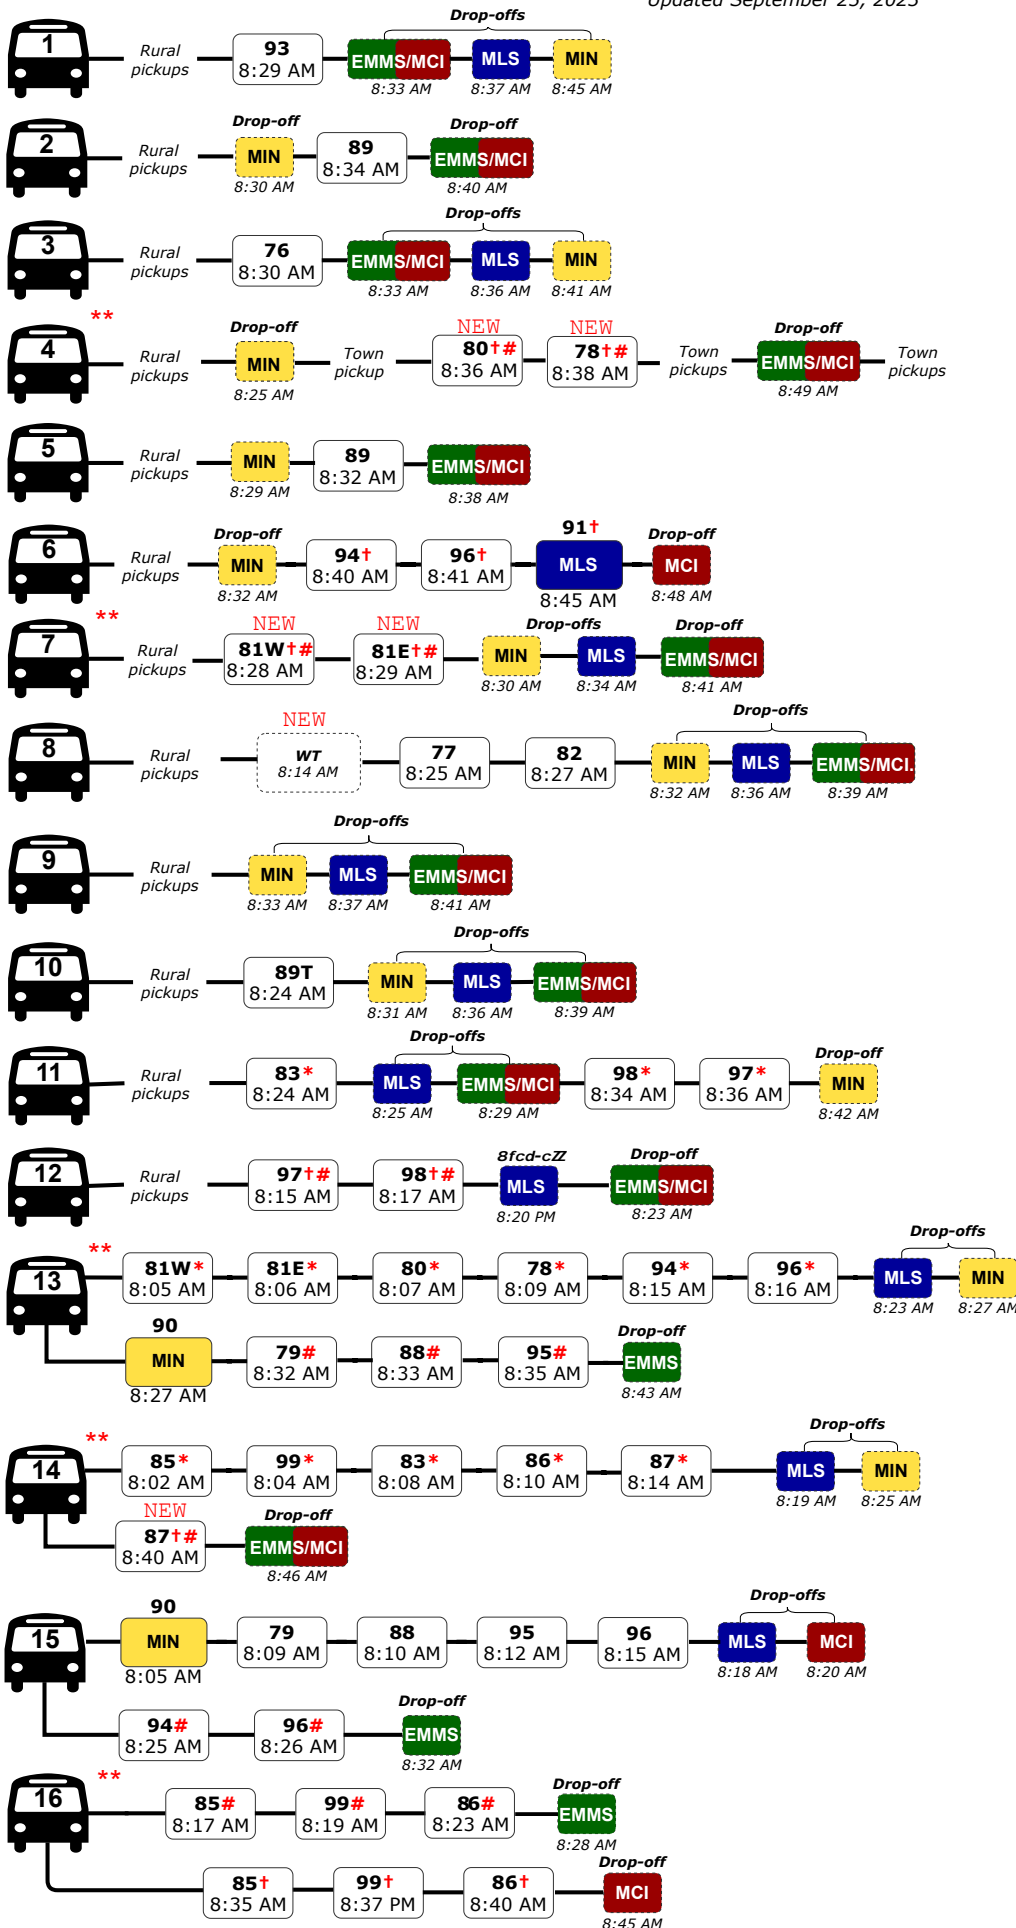 Updated September 25, 2025
Drop-offs
1
Rural
pickups
93
8:29 AM
EMMS/MCI
8:33 AM
MLS
8:37 AM
MIN
8:45 AM
2
Rural
pickups
Drop-off
MIN
8:30 AM
89
8:34 AM
Drop-off
EMMS/MCI
8:40 AM
3
Rural
pickups
76
8:30 AM
Drop-offs
EMMS/MCI
8:33 AM
MLS
8:36 AM
MIN
8:41 AM
**
4
Rural
pickups
Drop-off
MIN
8:25 AM
Town
pickup
NEW
80†#
8:36 AM
NEW
78†#
8:38 AM
Town
pickups
Drop-off
EMMS/MCI
8:49 AM
Town
pickups
5
Rural
pickups
MIN
8:29 AM
89
8:32 AM
EMMS/MCI
8:38 AM
6
Rural
pickups
Drop-off
MIN
8:32 AM
94†
8:40 AM
96†
8:41 AM
91†
MLS
8:45 AM
MCI
8:48 AM
**
7
Rural
pickups
NEW
81W†#
8:28 AM
NEW
81E†#
8:29 AM
Drop-offs
MIN
8:30 AM
MLS
8:34 AM
Drop-off
EMMS/MCI
8:41 AM
8
Rural
pickups
NEW
WT
8:14 AM
77
8:25 AM
82
8:27 AM
Drop-offs
MIN
8:32 AM
MLS
8:36 AM
EMMS/MCI.
8:39 AM
9
Rural
pickups
Drop-offs
MIN
8:33 AM
MLS
8:37 AM
EMMS/MCI
8:41 AM
10
Rural
pickups
89T
8:24 AM
Drop-offs
MIN
8:31 AM
MLS
8:36 AM
EMMS/MCI
8:39 AM
11
Rural
pickups
83*
8:24 AM
Drop-offs
MLS
8:25 AM
EMMS/MCI
8:29 AM
98*
8:34 AM
97*
8:36 AM
Drop-off
MIN
8:42 AM
12
Rural
pickups
97†#
8:15 AM
98†#
8:17 AM
8fcd-cZZ
MLS
8:20 PM
Drop-off
EMMS/MCI
8:23 AM
**
13
81W*
8:05 AM
81E*
8:06 AM
80*
8:07 AM
78*
8:09 AM
94*
8:15 AM
96*
8:16 AM
Drop-offs
MLS
8:23 AM
MIN
8:27 AM
90
MIN
8:27 AM
79#
8:32 AM
88#
8:33 AM
95#
8:35 AM
Drop-off
EMMS
8:43 AM
**
14
85*
8:02 AM
99*
8:04 AM
83*
8:08 AM
86*
8:10 AM
87*
8:14 AM
Drop-offs
MLS
8:19 AM
MIN
8:25 AM
NEW
87†#
8:40 AM
Drop-off
EMMS/MCI
8:46 AM
15
90
MIN
8:05 AM
79
8:09 AM
88
8:10 AM
95
8:12 AM
96
8:15 AM
Drop-offs
MLS
8:18 AM
MCI
8:20 AM
94#
8:25 AM
96#
8:26 AM
Drop-off
EMMS
8:32 AM
**
16
85#
8:17 AM
99#
8:19 AM
86#
8:23 AM
Drop-off
EMMS
8:28 AM
85†
8:35 AM
99†
8:37 PM
86†
8:40 AM
Drop-off
MCI
8:45 AM